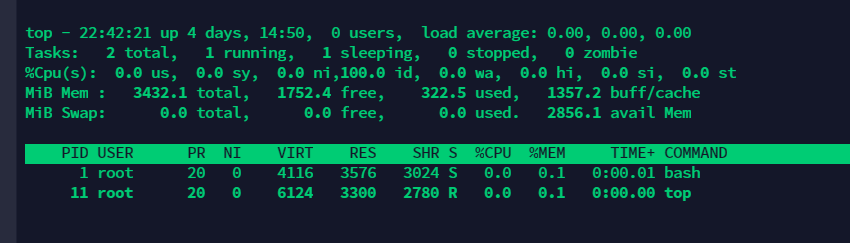 top - 22:42:21 up 4 days, 14:50,  0 users,  load average: 0.00, 0.00, 0.00
Tasks:   2 total,   1 running,   1 sleeping,   0 stopped,   0 zombie
%Cpu(s):  0.0 us,  0.0 sy,  0.0 ni,100.0 id,  0.0 wa,  0.0 hi,  0.0 si,  0.0 st
MiB Mem :   3432.1 total,   1752.4 free,    322.5 used,   1357.2 buff/cache
MiB Swap:      0.0 total,      0.0 free,      0.0 used.   2856.1 avail Mem
    PID USER      PR  NI    VIRT    RES    SHR S  %CPU  %MEM     TIME+ COMMAND
      1 root      20   0    4116   3576   3024 S   0.0   0.1   0:00.01 bash
     11 root      20   0    6124   3300   2780 R   0.0   0.1   0:00.00 top